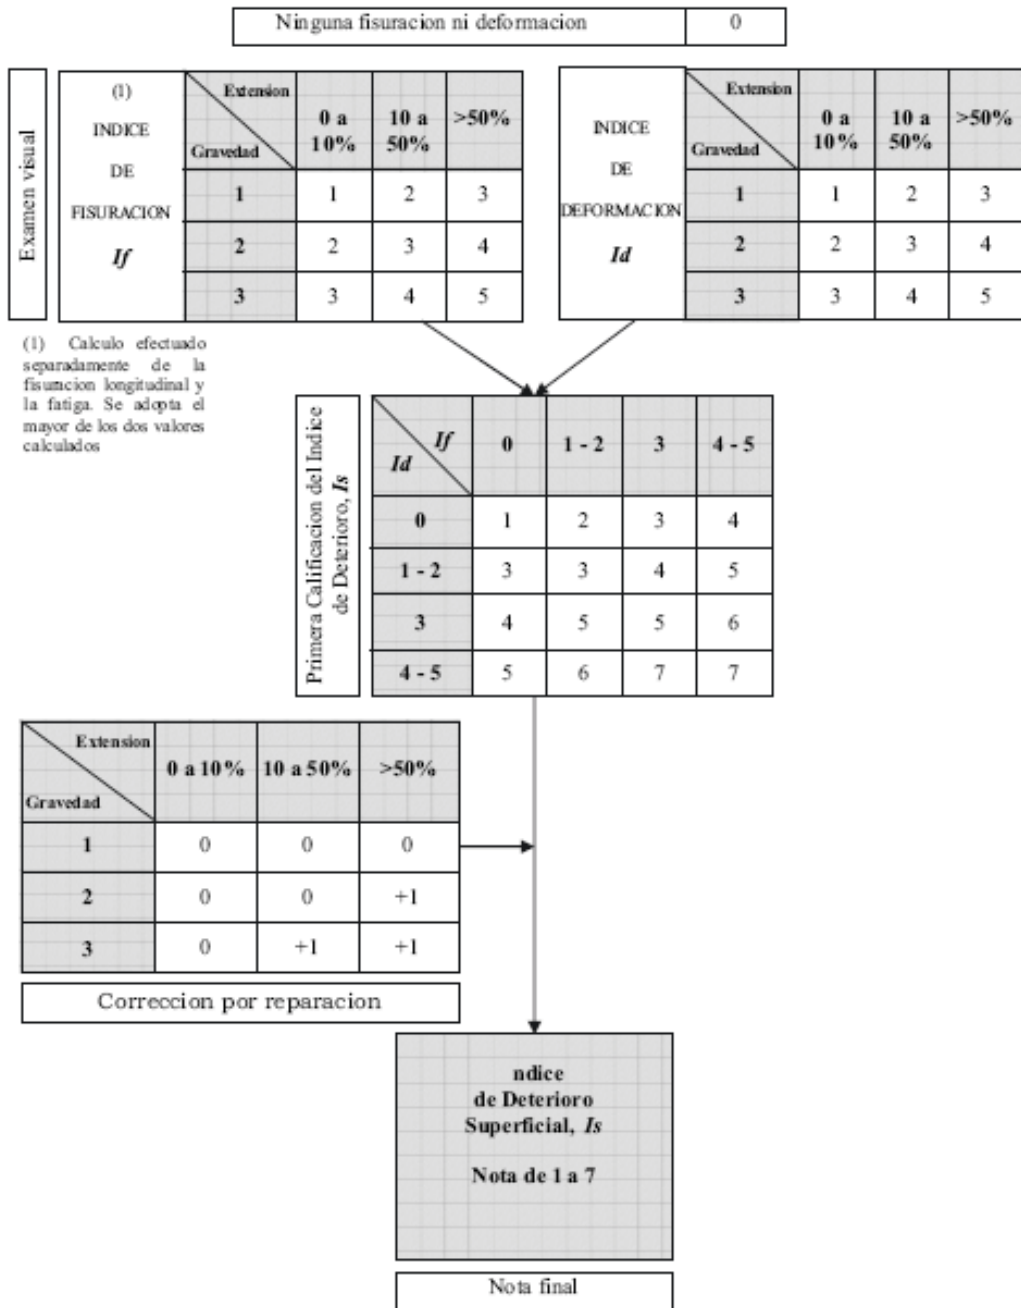 Ninguna fisuracion ni deformacion 0
Examen visual
(1)
INDICE
DE
FISURACION
If
Extension
Gravedad
0 a 10% 10 a 50% >50%
1 1 2 3
2 2 3 4
3 3 4 5
INDICE
DE
DEFORMACION
Id
Extension
Gravedad
0 a 10% 10 a 50% >50%
1 1 2 3
2 2 3 4
3 3 4 5
(1) Calculo efectuado
separadamente de la
fisuracion longitudinal y
la fatiga. Se adopta el
mayor de los dos valores
calculados
Primera Calificacion del Indice
de Deterioro, Is
If
Id
0 1 - 2 3 4 - 5
0 1 2 3 4
1 - 2 3 3 4 5
3 4 5 5 6
4 - 5 5 6 7 7
Extension
Gravedad
0 a 10% 10 a 50% >50%
1 0 0 0
2 0 0 +1
3 0 +1 +1
Correccion por reparacion
ndice
de Deterioro
Superficial, Is
Nota de 1 a 7
Nota final